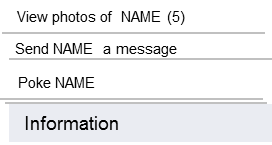 View photos of NAME (5)
Send NAME a message
Poke NAME
Information